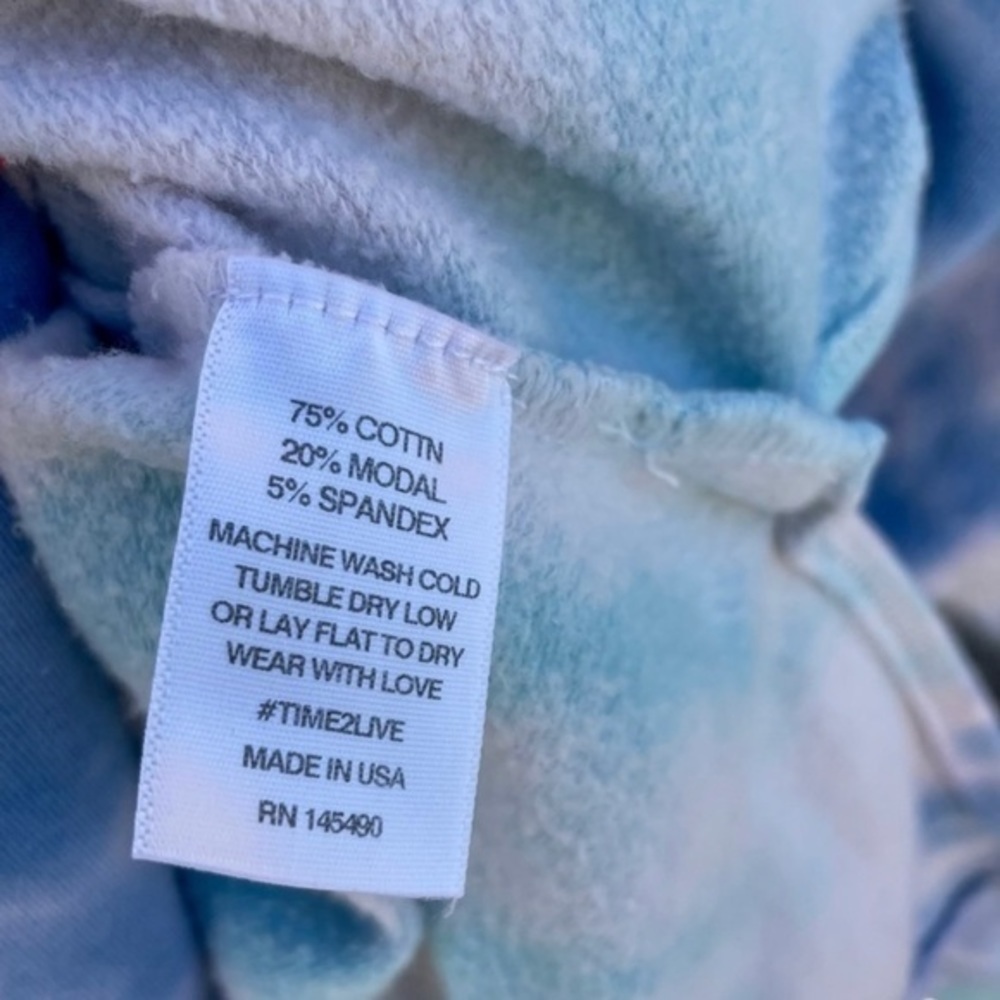 75% COTTN
20% MODAL
5% SPANDEX
MACHINE WASH COLD
TUMBLE DRY LOW
OR LAY FLAT TO DRY
WEAR WITH LOVE
#TIME2LIVE
MADE IN USA
RN 145490